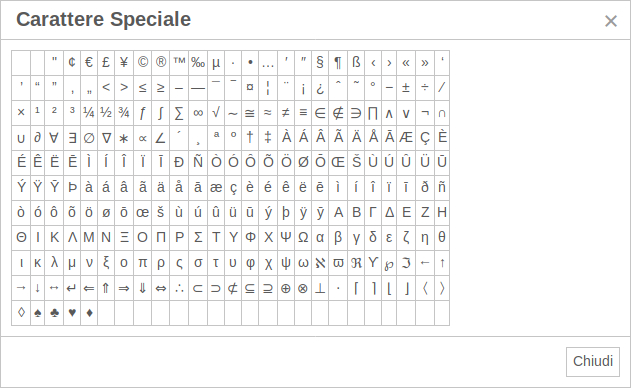 Carattere Speciale ×
" ¢ € £ ¥ © ® ™ ‰ µ · • … ′ ″ § ¶ ß ‹ › « » ‘
’ “ ” ‚ „ < > ≤ ≥ – — ¯ ‾ ¤ ¦ ¨ ¡ ¿ ˆ ˜ ° − ± ÷ ⁄
× ¹ ² ³ ¼ ½ ¾ ƒ ∫ ∑ ∞ √ ∼ ≅ ≈ ≠ ≡ ∈ ∉ ∋ ∏ ∧ ∨ ¬ ∩
∪ ∂ ∀ ∃ ∅ ∇ ∗ ∝ ∠ ´ ¸ ª º † ‡ À Á Â Ã Ä Å Ā Æ Ç È
É Ê Ë Ē Ì Í Î Ï Ī Ð Ñ Ò Ó Ô Õ Ö Ø Ō Œ Š Ù Ú Û Ü Ū
Ý Ÿ Ȳ Þ à á â ã ä å ā æ ç è é ê ë ē ì í î ï ī ð ñ
ò ó ô õ ö ø ō œ š ù ú û ü ū ý þ ÿ ȳ Α Β Γ Δ Ε Ζ Η
Θ Ι Κ Λ Μ Ν Ξ Ο Π Ρ Σ Τ Υ Φ Χ Ψ Ω α β γ δ ε ζ η θ
ι κ λ μ ν ξ ο π ρ ς σ τ υ φ χ ψ ω ℵ ϖ ℜ ϒ ℘ ℑ ← ↑
→ ↓ ↔ ↵ ⇐ ⇑ ⇒ ⇓ ⇔ ∴ ⊂ ⊃ ⊄ ⊆ ⊇ ⊕ ⊗ ⊥ ⋅ ⌈ ⌉ ⌊ ⌋ 〈 〉
◊ ♠ ♣ ♥ ♦
Chiudi